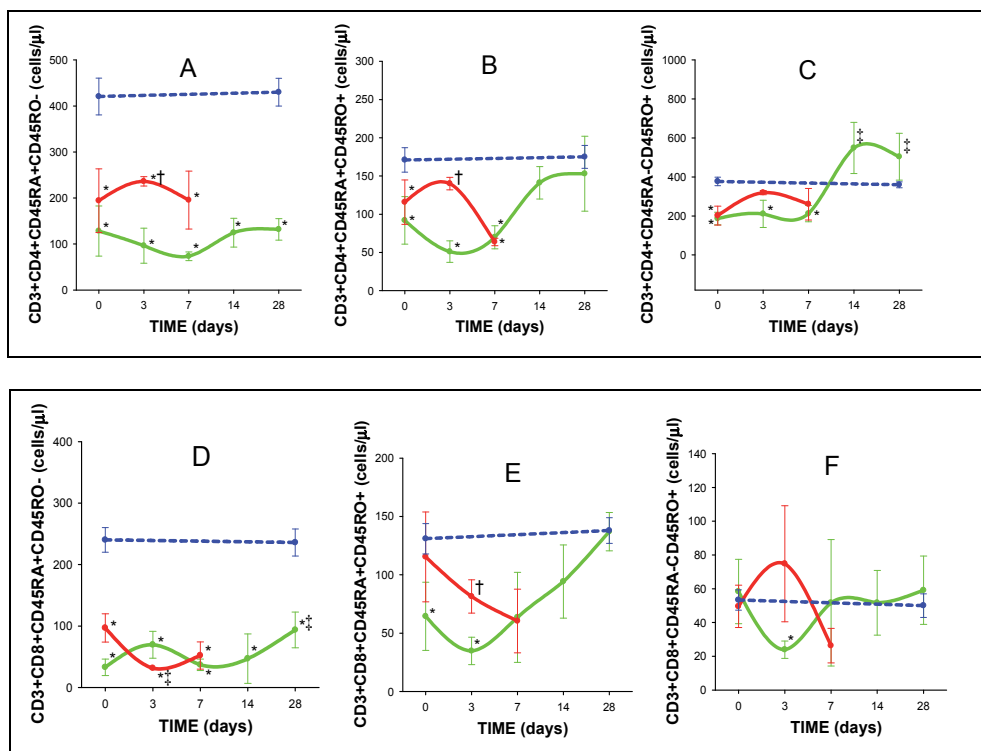 A
CD3+CD4+CD45RA+CD45RO- (cells/µl)
500
400
300
200
100
0
* * † * * * * * * *
0 3 7 14 28
TIME (days)
B
CD3+CD4+CD45RA+CD45RO+ (cells/µl)
300
250
200
150
100
50
0
* † * * * *
0 3 7 14 28
TIME (days)
C
CD3+CD4+CD45RA-CD45RO+ (cells/µl)
1000
800
600
400
200
0
* * * * ‡ ‡
0 3 7 14 28
TIME (days)
D
CD3+CD8+CD45RA+CD45RO- (cells/µl)
400
300
200
100
0
* * * *‡ * * * *‡
0 3 7 14 28
TIME (days)
E
CD3+CD8+CD45RA+CD45RO+ (cells/µl)
200
150
100
50
0
* † *
0 3 7 14 28
TIME (days)
F
CD3+CD8+CD45RA-CD45RO+ (cells/µl)
140
120
100
80
60
40
20
0
*
0 3 7 14 28
TIME (days)